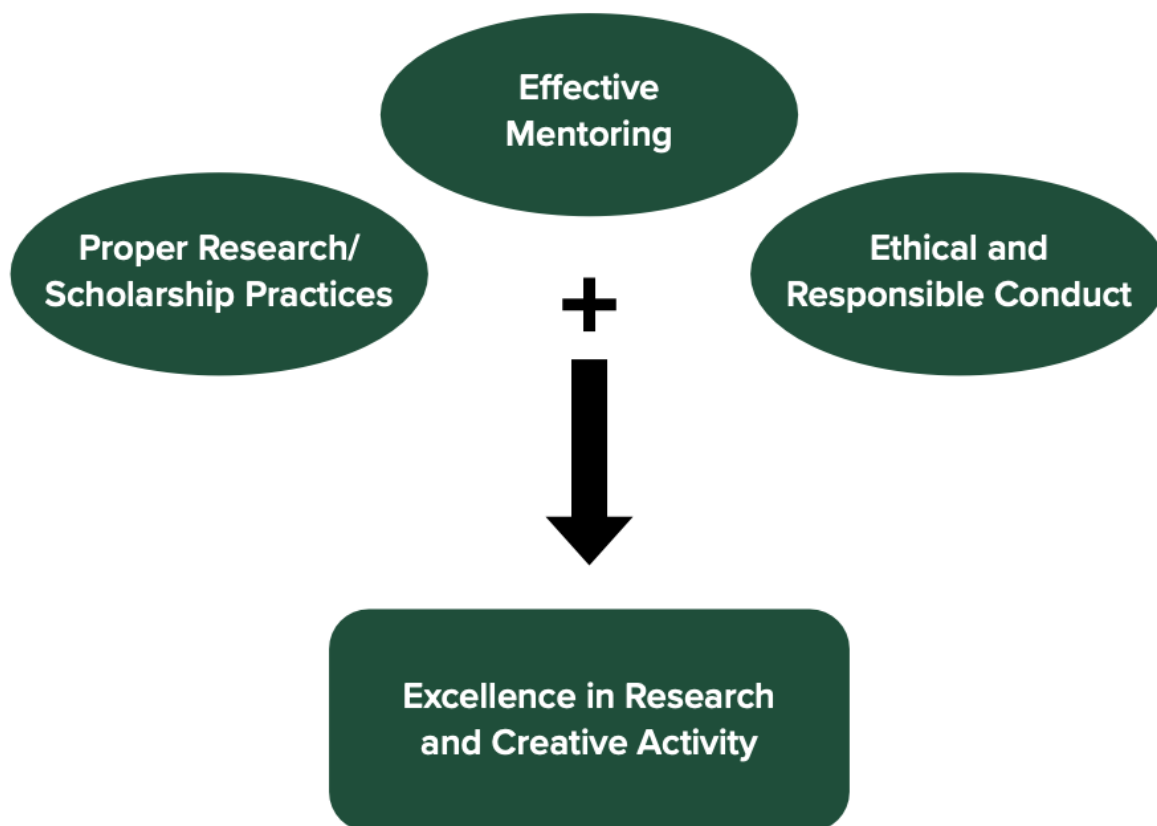 Effective
Mentoring
Proper Research/
Scholarship Practices
Ethical and
Responsible Conduct
+
Excellence in Research
and Creative Activity